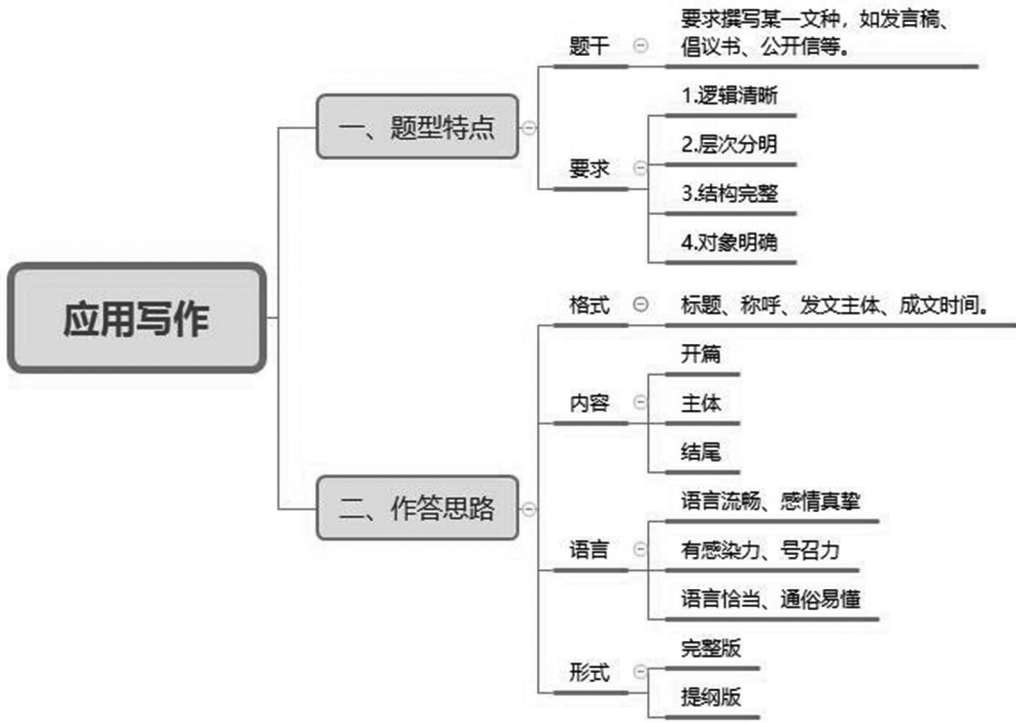 应用写作
一、题型特点
题干
要求撰写某一文种，如发言稿、
倡议书、公开信等。
要求
1.逻辑清晰
2.层次分明
3.结构完整
4.对象明确
二、作答思路
格式
标题、称呼、发文主体、成文时间。
内容
开篇
主体
结尾
语言
语言流畅、感情真挚
有感染力、号召力
语言恰当、通俗易懂
形式
完整版
提纲版